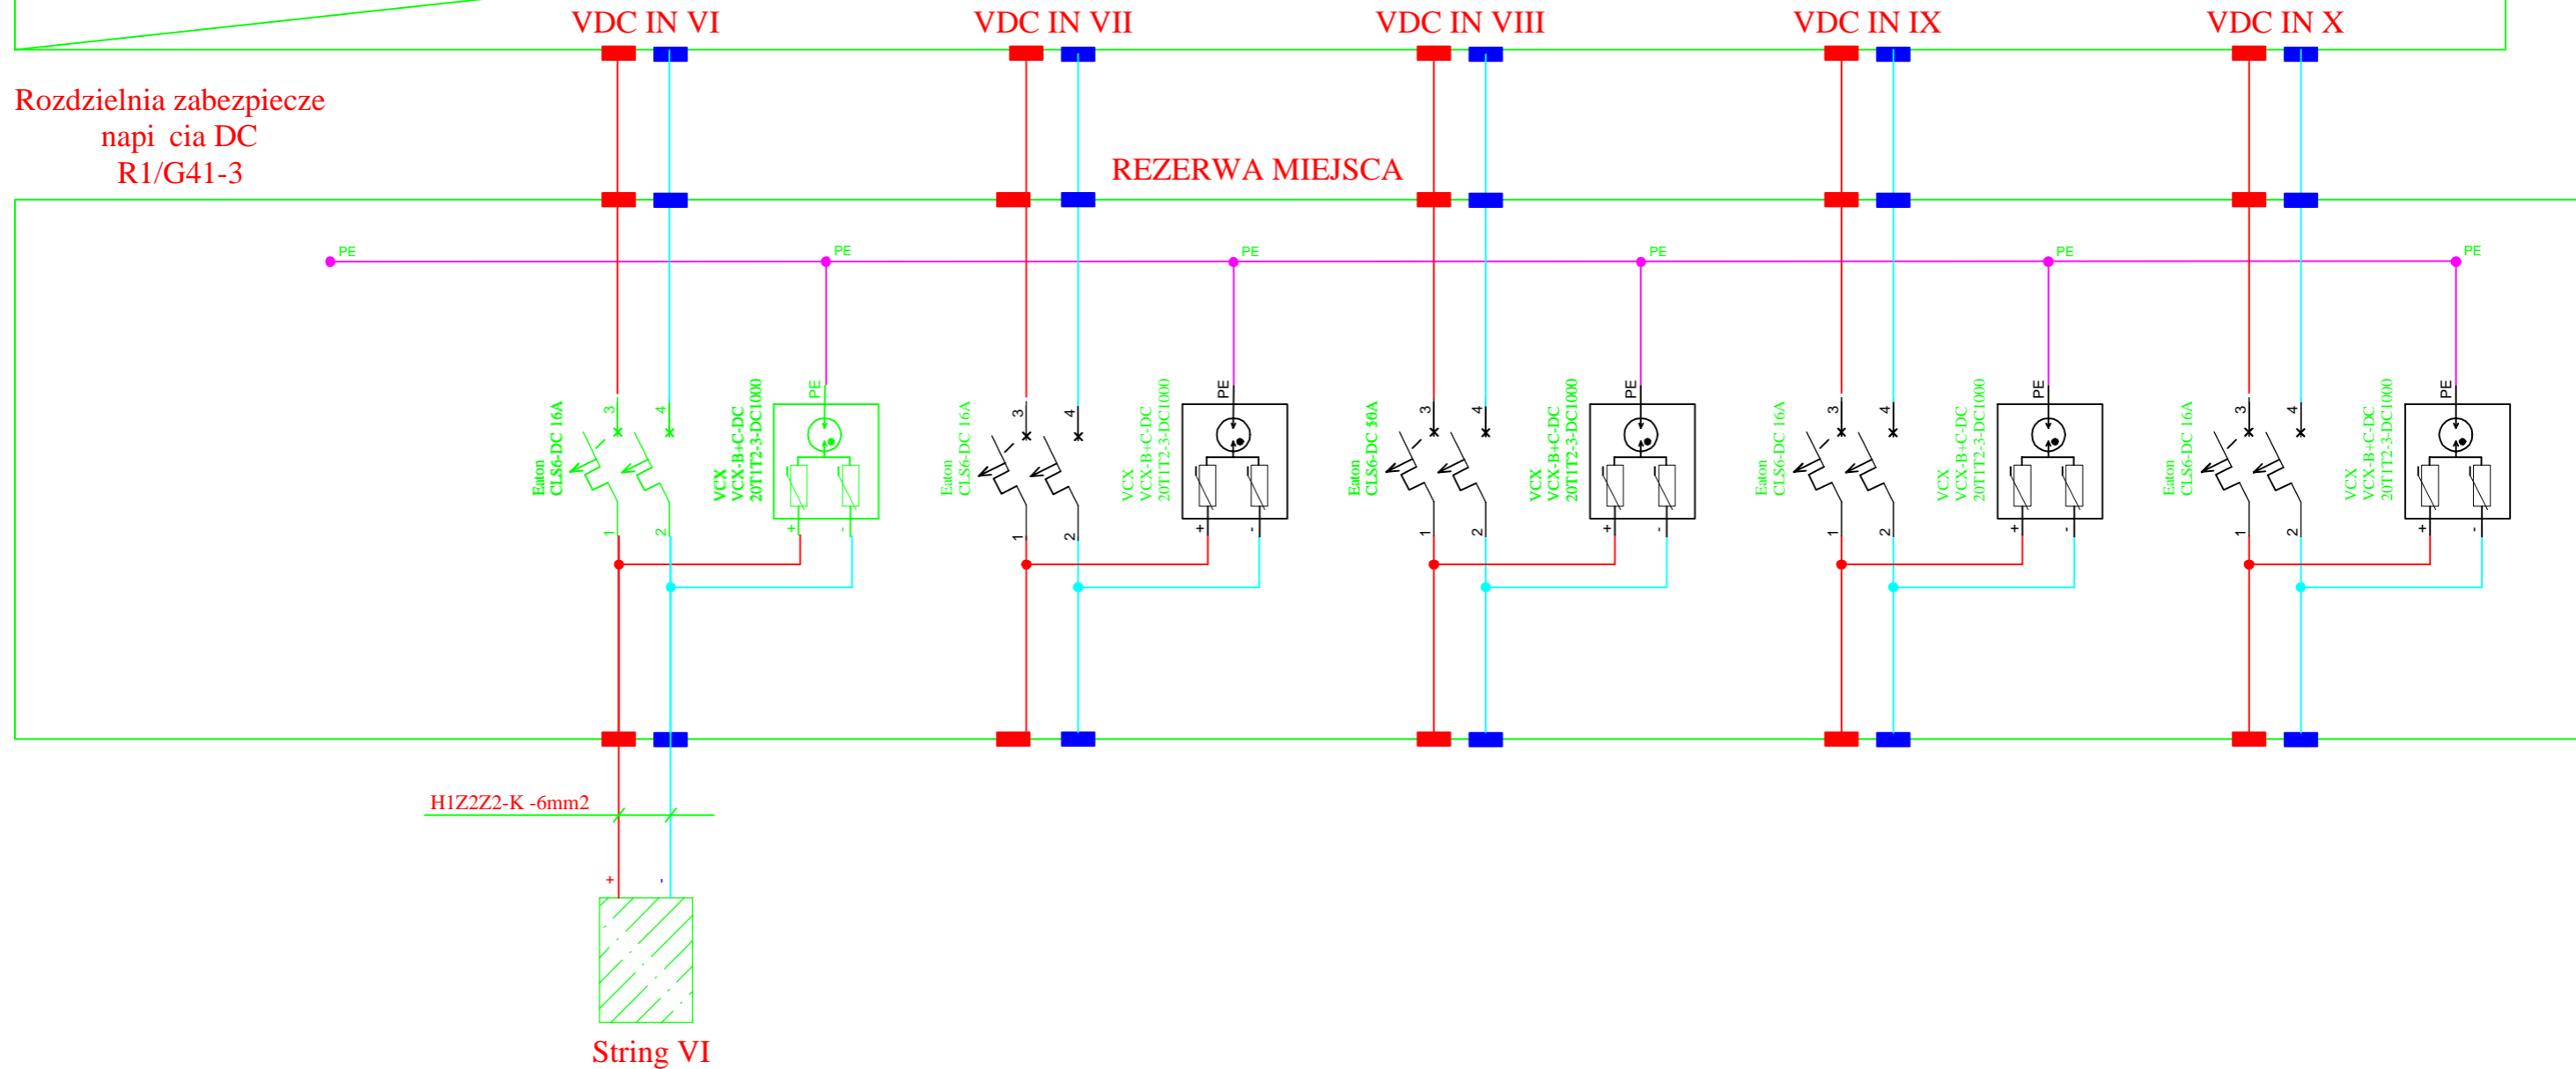 VDC IN VI
VDC IN VII
VDC IN VIII
VDC IN IX
VDC IN X
Rozdzielnia zabezpiecze
napi cia DC
R1/G41-3
REZERWA MIEJSCA
PE
PE
PE
PE
PE
PE
Eaton
CLS6-DC 16A
3
4
1
2
VCX
VCX-B+C-DC
20T1T2-3-DC1000
PE
+
-
Eaton
CLS6-DC 16A
3
4
1
2
VCX
VCX-B+C-DC
20T1T2-3-DC1000
PE
+
-
Eaton
CLS6-DC
3
4
1
2
VCX
VCX-B+C-DC
20T1T2-3-DC1000
PE
+
-
Eaton
CLS6-DC 16A
3
4
1
2
VCX
VCX-B+C-DC
20T1T2-3-DC1000
PE
+
-
Eaton
CLS6-DC 16A
3
4
1
2
VCX
VCX-B+C-DC
20T1T2-3-DC1000
PE
+
-
H1Z2Z2-K -6mm2
+
-
String VI